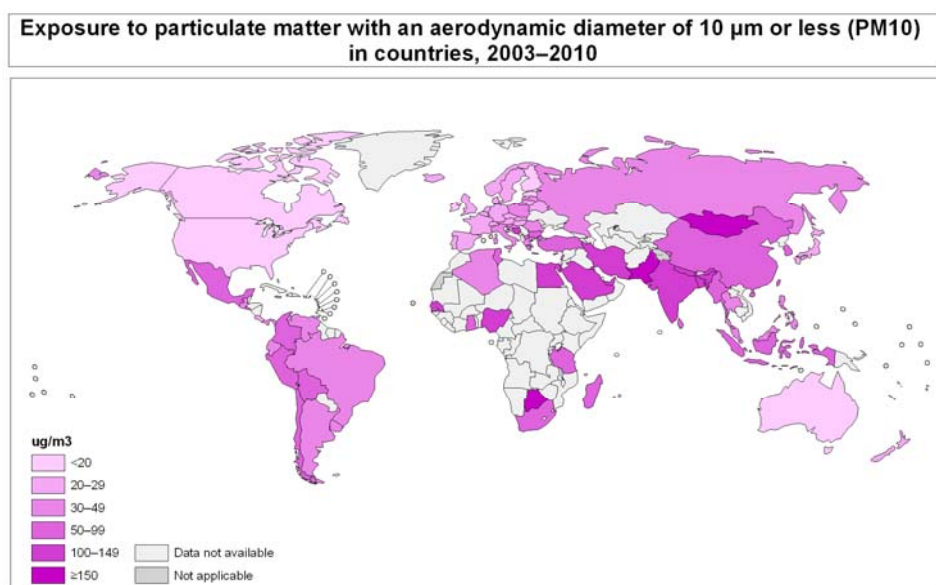 Exposure to particulate matter with an aerodynamic diameter of 10 μm or less (PM10)
in countries, 2003–2010
ug/m3
<20
20–29
30–49
50–99
100–149
≥150
Data not available
Not applicable